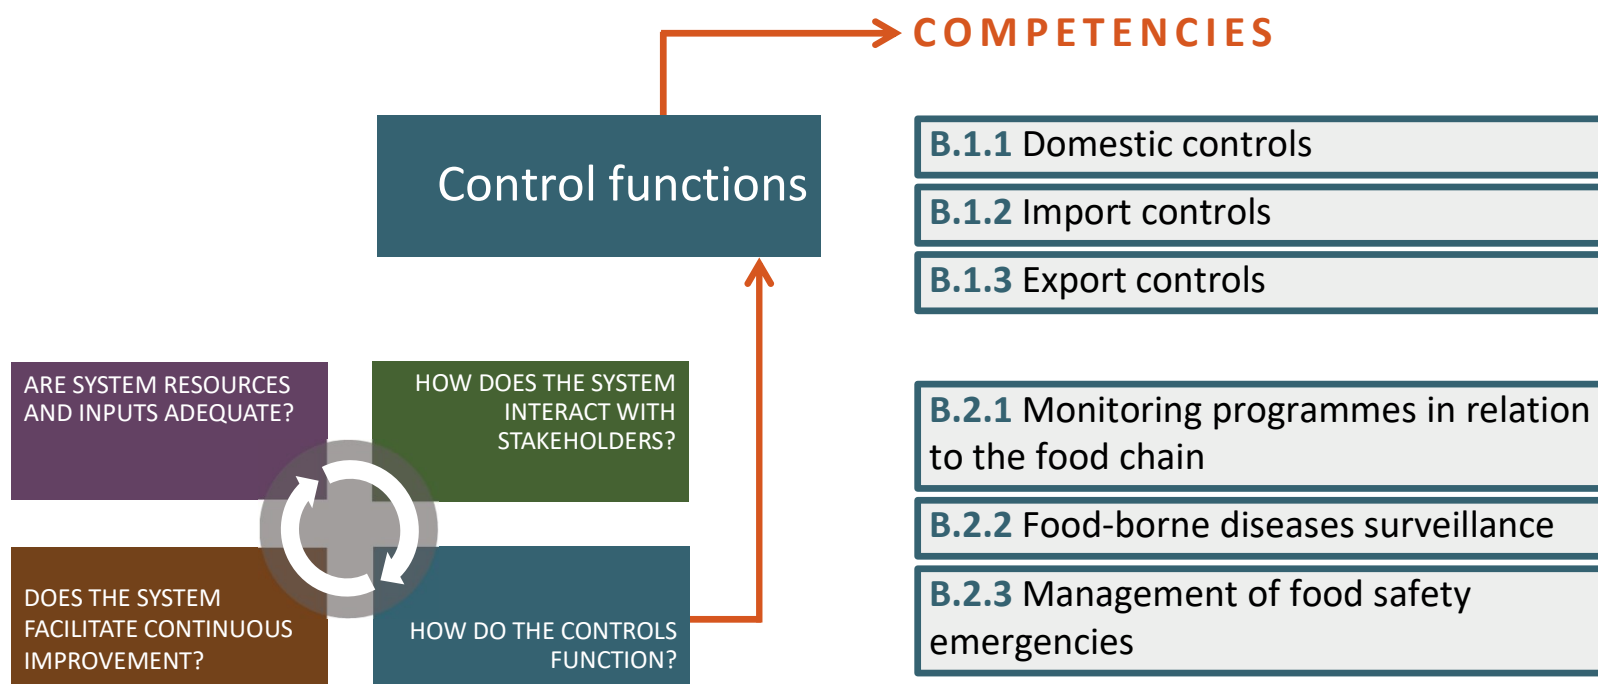 COMPETENCIES
Control functions
B.1.1 Domestic controls
B.1.2 Import controls
B.1.3 Export controls
ARE SYSTEM RESOURCES
AND INPUTS ADEQUATE?
HOW DOES THE SYSTEM
INTERACT WITH
STAKEHOLDERS?
DOES THE SYSTEM
FACILITATE CONTINUOUS
IMPROVEMENT?
HOW DO THE CONTROLS
FUNCTION?
B.2.1 Monitoring programmes in relation
to the food chain
B.2.2 Food-borne diseases surveillance
B.2.3 Management of food safety
emergencies